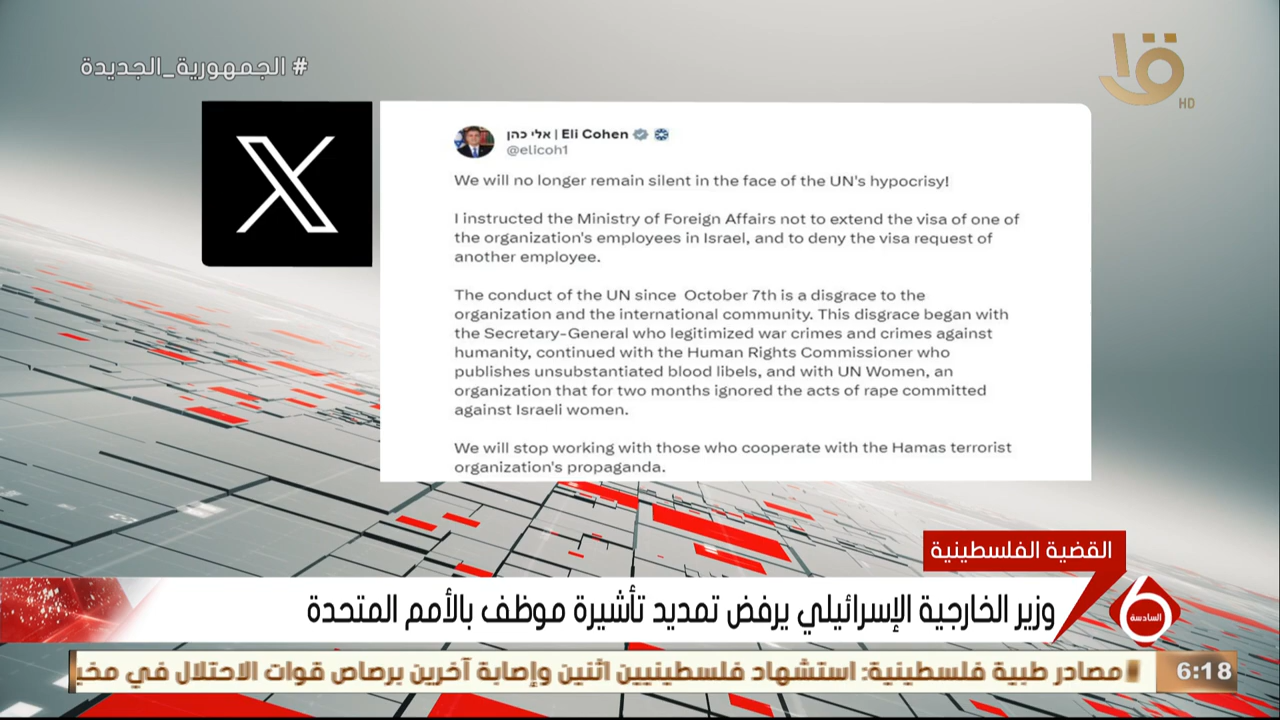 #الجمهورية_الجديدة
HD
אלי כהן | Eli Cohen
@elicoh1
We will no longer remain silent in the face of the UN's hypocrisy!
I instructed the Ministry of Foreign Affairs not to extend the visa of one of
the organization's employees in Israel, and to deny the visa request of
another employee.
The conduct of the UN since October 7th is a disgrace to the
organization and the international community. This disgrace began with
the Secretary-General who legitimized war crimes and crimes against
humanity, continued with the Human Rights Commissioner who
publishes unsubstantiated blood libels, and with UN Women, an
organization that for two months ignored the acts of rape committed
against Israeli women.
We will stop working with those who cooperate with the Hamas terrorist
organization's propaganda.
القضية الفلسطينية
وزير الخارجية الإسرائيلي يرفض تمديد تأشيرة موظف بالأمم المتحدة
السادسة
6:18
مصادر طبية فلسطينية: استشهاد فلسطينيين اثنين وإصابة آخرين برصاص قوات الاحتلال في